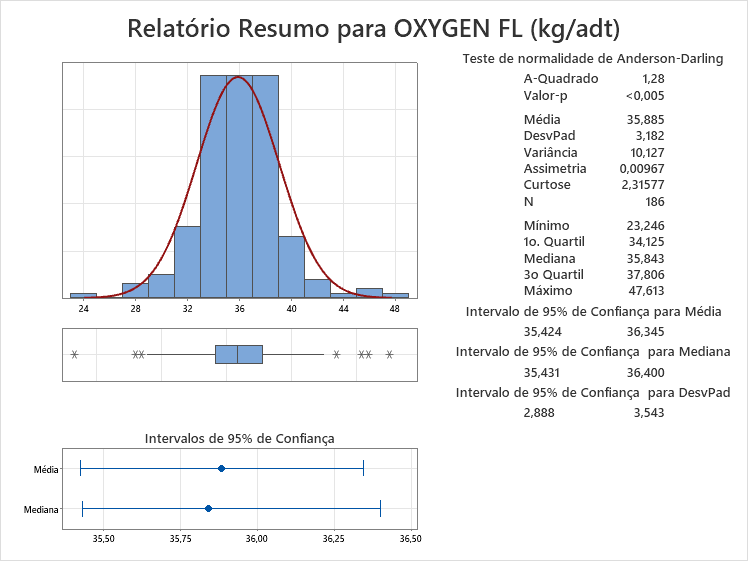 Relatório Resumo para OXYGEN FL (kg/adt)
24 28 32 36 40 44 48
Intervalos de 95% de Confiança
Média
Mediana
35,50 35,75 36,00 36,25 36,50
Teste de normalidade de Anderson-Darling
A-Quadrado 1,28
Valor-p <0,005
Média 35,885
DesvPad 3,182
Variância 10,127
Assimetria 0,00967
Curtose 2,31577
N 186
Mínimo 23,246
1o. Quartil 34,125
Mediana 35,843
3o Quartil 37,806
Máximo 47,613
Intervalo de 95% de Confiança para Média
35,424 36,345
Intervalo de 95% de Confiança para Mediana
35,431 36,400
Intervalo de 95% de Confiança para DesvPad
2,888 3,543